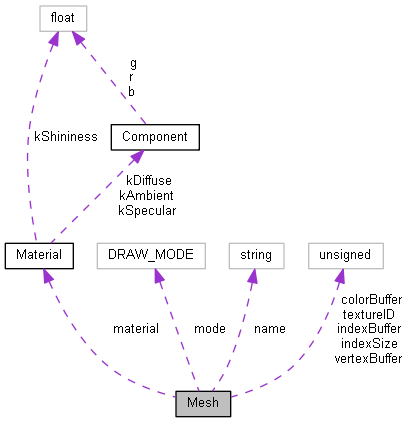 float
g
r
b
kShininess
Component
kDiffuse
kAmbient
kSpecular
Material
DRAW_MODE
string
unsigned
material
mode
name
colorBuffer
textureID
indexBuffer
indexSize
vertexBuffer
Mesh